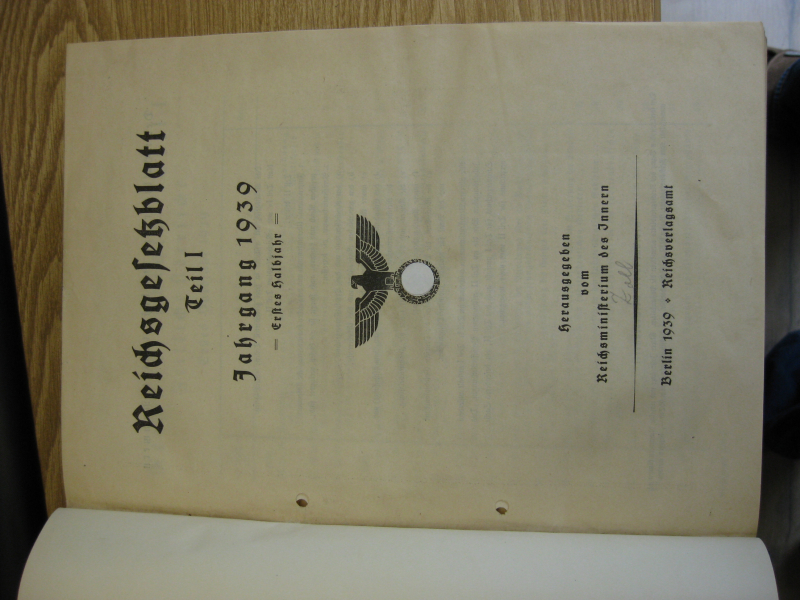 Reichsgesetzblatt
Teil I
Jahrgang 1939
= Erstes Halbjahr =
Herausgegeben
vom
Reichsministerium des Innern
Berlin 1939 + Reichsverlagsamt